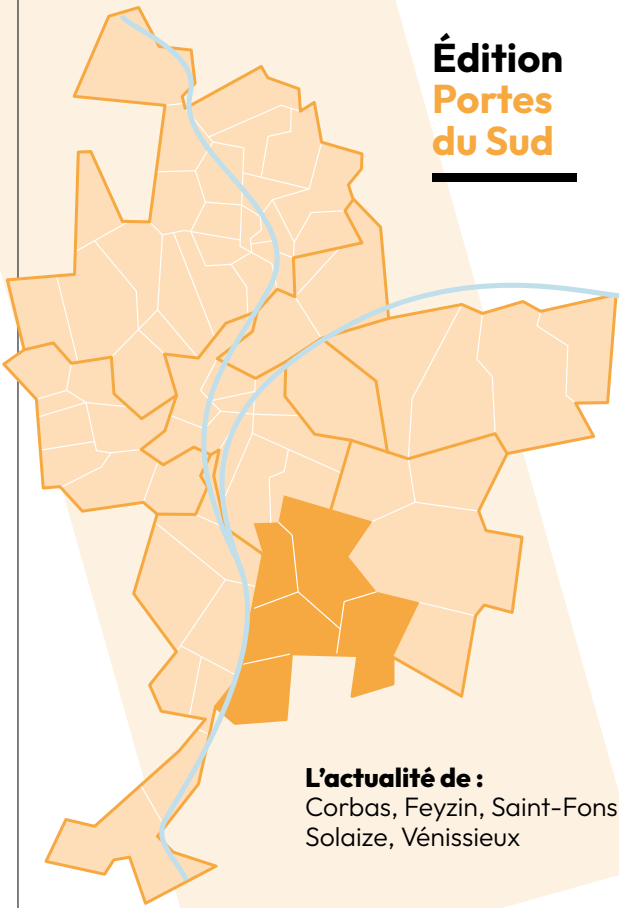 Édition
Portes
du Sud
L'actualité de :
Corbas, Feyzin, Saint-Fons
Solaize, Vénissieux